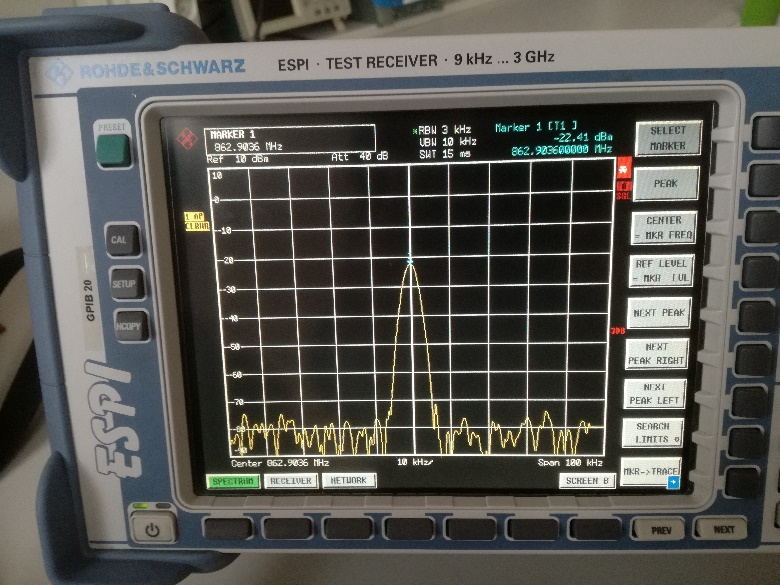 ROHDE&SCHWARZ ESPI · TEST RECEIVER · 9 kHz ... 3 GHz
PRESET
CAL
SETUP
HCOPY
GPIB 20
ESPI
MARKER 1
862.9036 MHz
Ref 10 dBm
Att 40 dB
*RBW 3 kHz
VBW 10 kHz
SWT 15 ms
Marker 1 [T1 ]
-22.41 dBm
862.903600000 MHz
1 AP
CLRWR
10
0
-10
-20
-30
-40
-50
-60
-70
-80
-90
SGL
3DB
Center 862.9036 MHz
10 kHz/
Span 100 kHz
SPECTRUM
RECEIVER
NETWORK
SCREEN B
SELECT
MARKER
PEAK
CENTER
= MKR FREQ
REF LEVEL
= MKR LVL
NEXT PEAK
NEXT
PEAK RIGHT
NEXT
PEAK LEFT
SEARCH
LIMITS
MKR->TRACE
PREV
NEXT